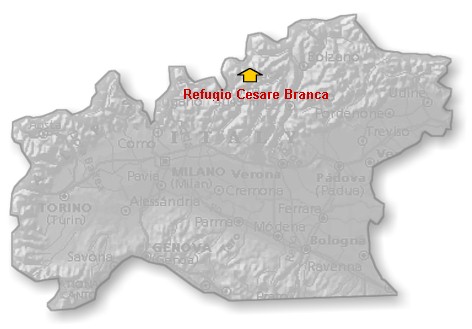 Bolzano
Refugio Cesare Branca
Udine
Pordenone
Treviso
Como
I T
Ve
MILANO Verona
(Milan)
Pavia
Cremona
Padova
(Padua)
TORINO
(Turin)
Alessandria
Parma
Ferrara
Modena
GENOVA
Bologna
Savona
Ravenna